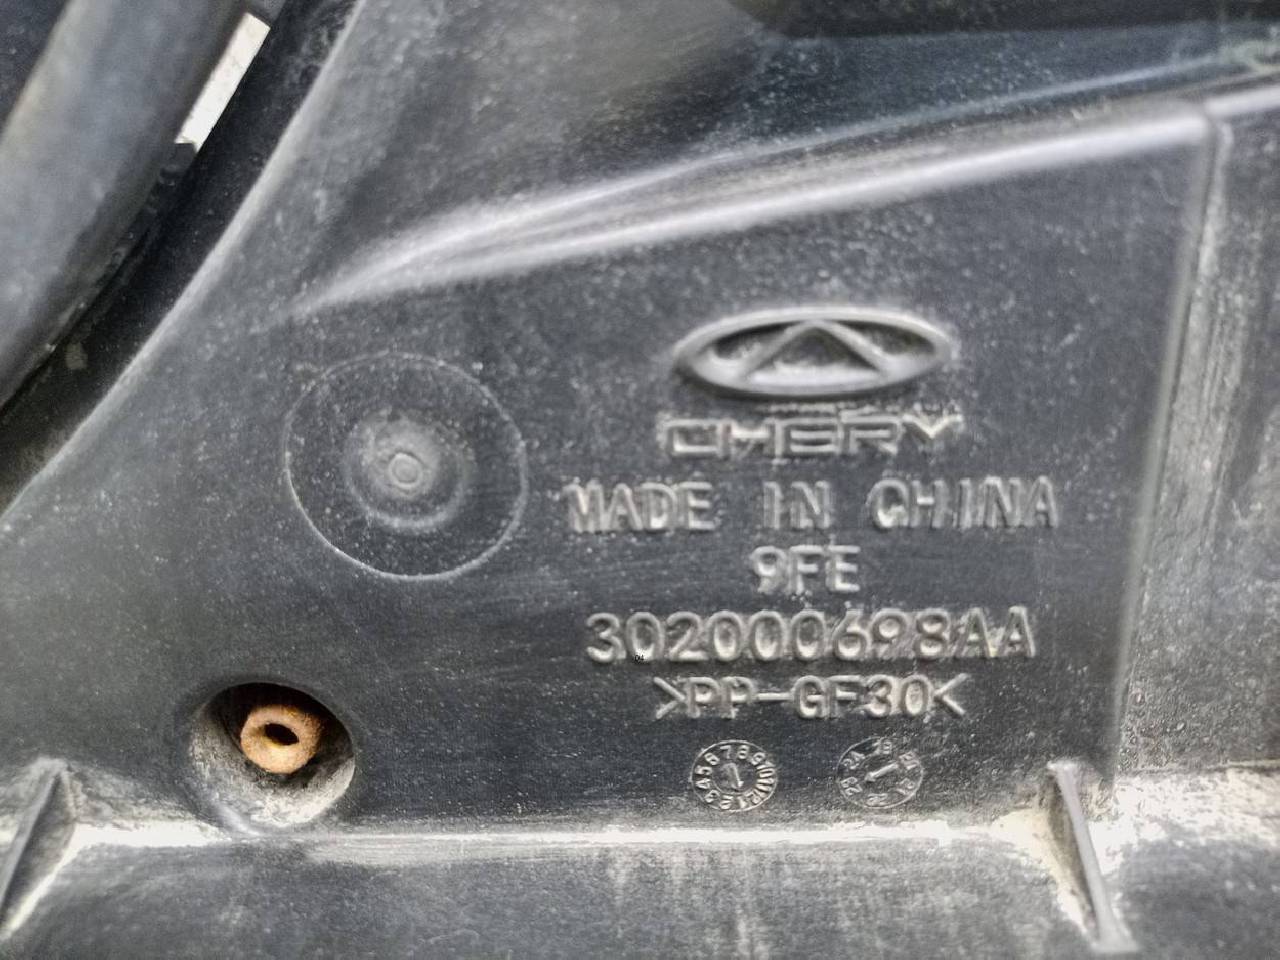 CHERY
MADE IN CHINA
9FE
302000698AA
>PP-GF30<